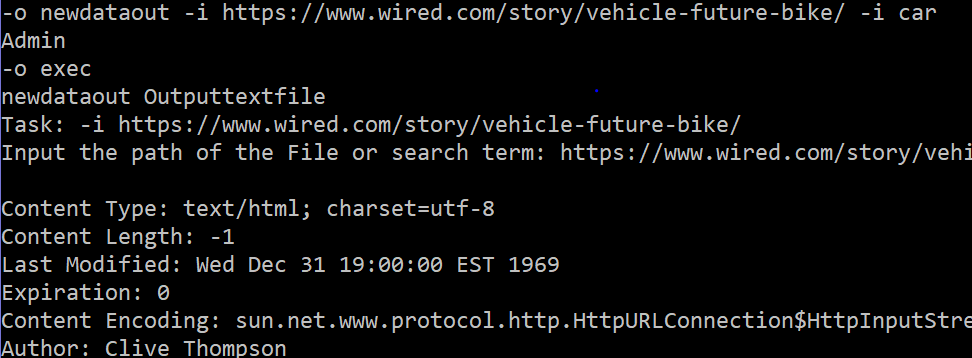 -o newdataout -i https://www.wired.com/story/vehicle-future-bike/ -i car
Admin
-o exec
newdataout Outputtextfile
Task: -i https://www.wired.com/story/vehicle-future-bike/
Input the path of the File or search term: https://www.wired.com/story/vehi
Content Type: text/html; charset=utf-8
Content Length: -1
Last Modified: Wed Dec 31 19:00:00 EST 1969
Expiration: 0
Content Encoding: sun.net.www.protocol.http.HttpURLConnection$HttpInputStre
Author: Clive Thompson